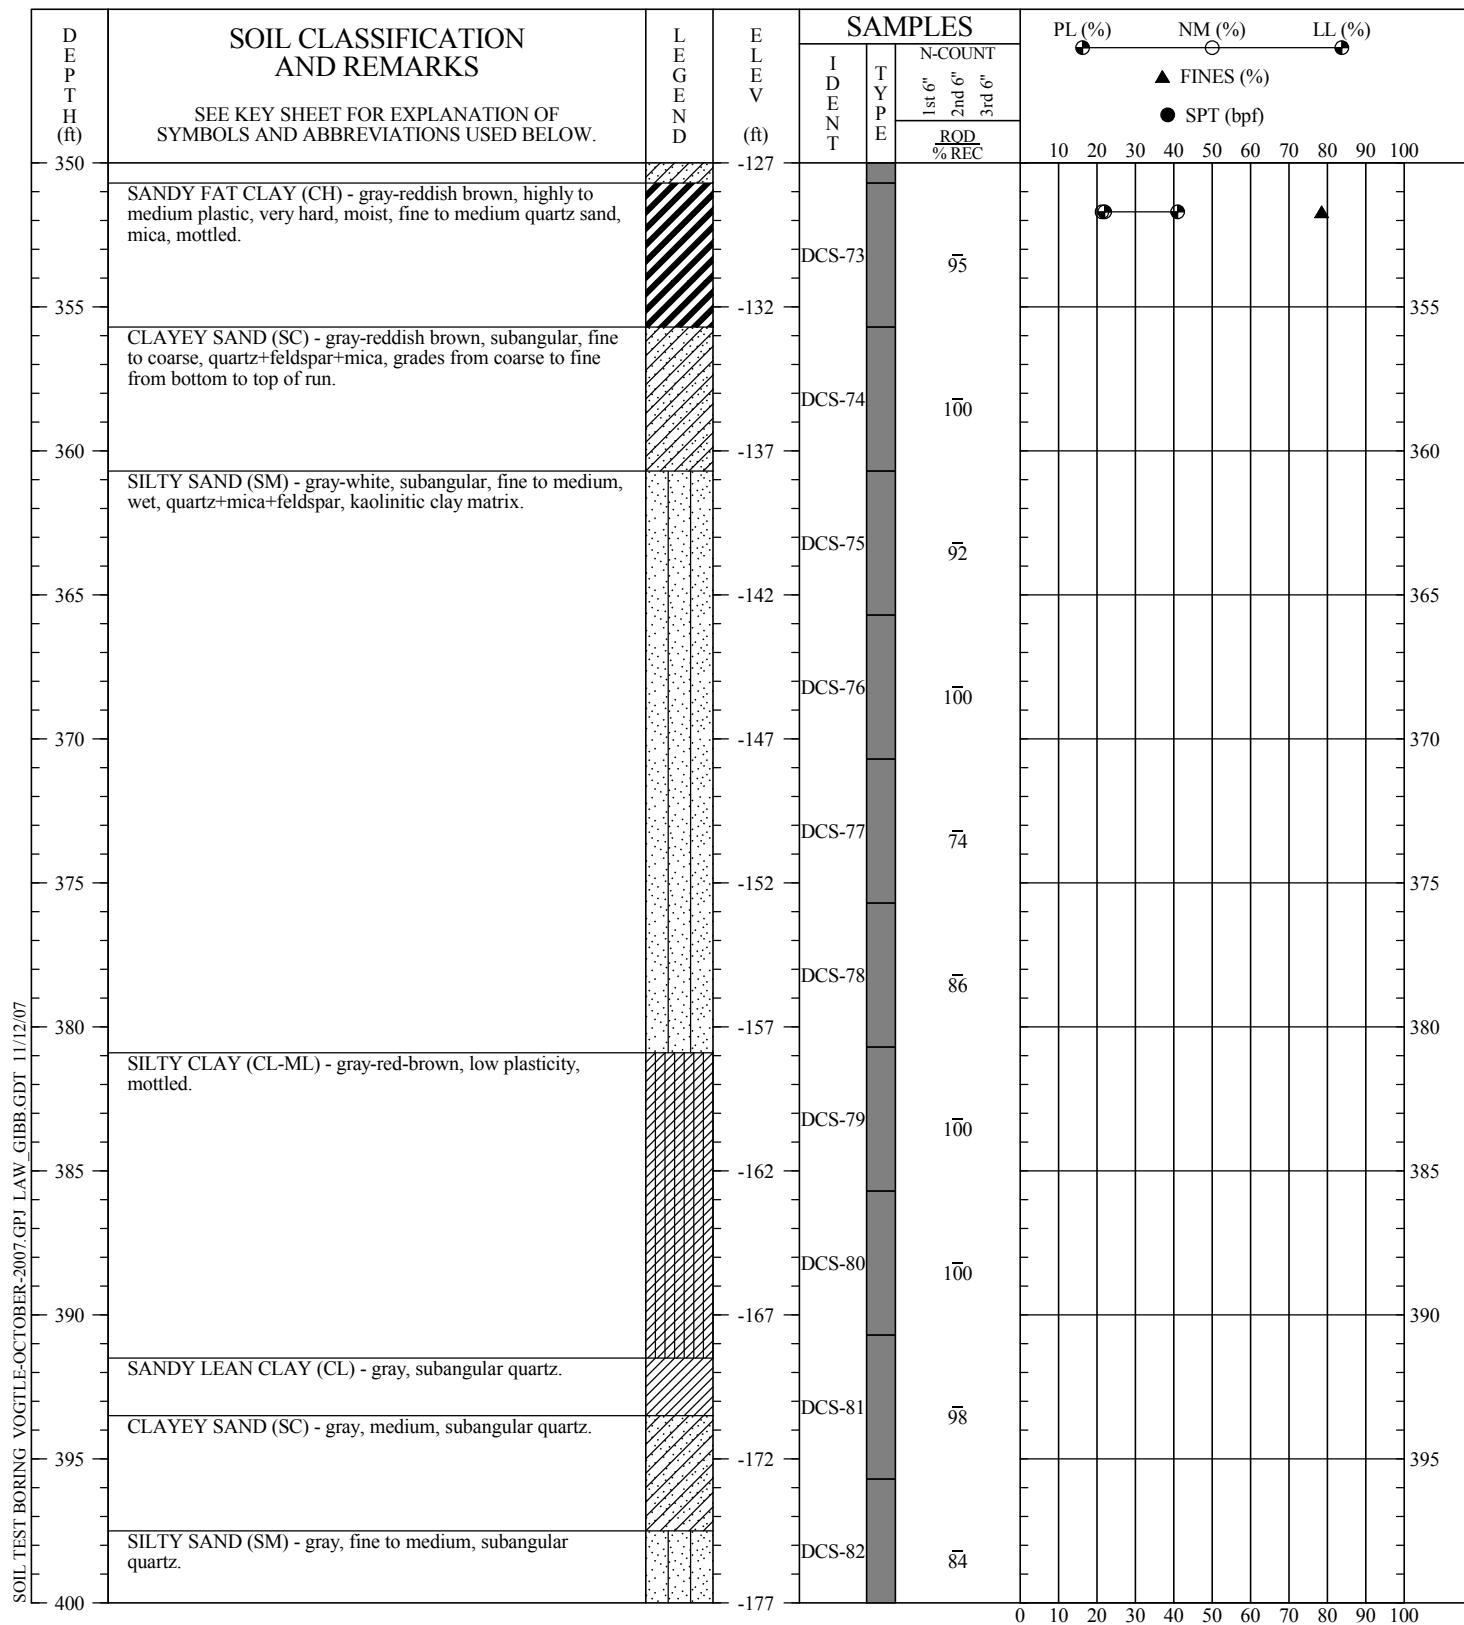 DEPTH
(ft)
SOIL CLASSIFICATION
AND REMARKS
SEE KEY SHEET FOR EXPLANATION OF
SYMBOLS AND ABBREVIATIONS USED BELOW.
LEGEND
ELEV
(ft)
SAMPLES
IDENT
TYPE
N-COUNT
1st 6"
2nd 6"
3rd 6"
RQD
% REC
PL (%)
NM (%)
LL (%)
▲ FINES (%)
● SPT (bpf)
10 20 30 40 50 60 70 80 90 100
350
-127
SANDY FAT CLAY (CH) - gray-reddish brown, highly to
medium plastic, very hard, moist, fine to medium quartz sand,
mica, mottled.
DCS-73
95
355
-132
355
CLAYEY SAND (SC) - gray-reddish brown, subangular, fine
to coarse, quartz+feldspar+mica, grades from coarse to fine
from bottom to top of run.
DCS-74
100
360
-137
360
SILTY SAND (SM) - gray-white, subangular, fine to medium,
wet, quartz+mica+feldspar, kaolinitic clay matrix.
DCS-75
92
365
-142
365
DCS-76
100
370
-147
370
DCS-77
74
375
-152
375
DCS-78
86
380
-157
380
SILTY CLAY (CL-ML) - gray-red-brown, low plasticity,
mottled.
DCS-79
100
385
-162
385
DCS-80
100
390
-167
390
SANDY LEAN CLAY (CL) - gray, subangular quartz.
DCS-81
98
CLAYEY SAND (SC) - gray, medium, subangular quartz.
395
-172
395
SILTY SAND (SM) - gray, fine to medium, subangular
quartz.
DCS-82
84
400
-177
0 10 20 30 40 50 60 70 80 90 100
SOIL TEST BORING VOGTLE-OCTOBER-2007.GPJ LAW_GIBB.GDT 11/12/07